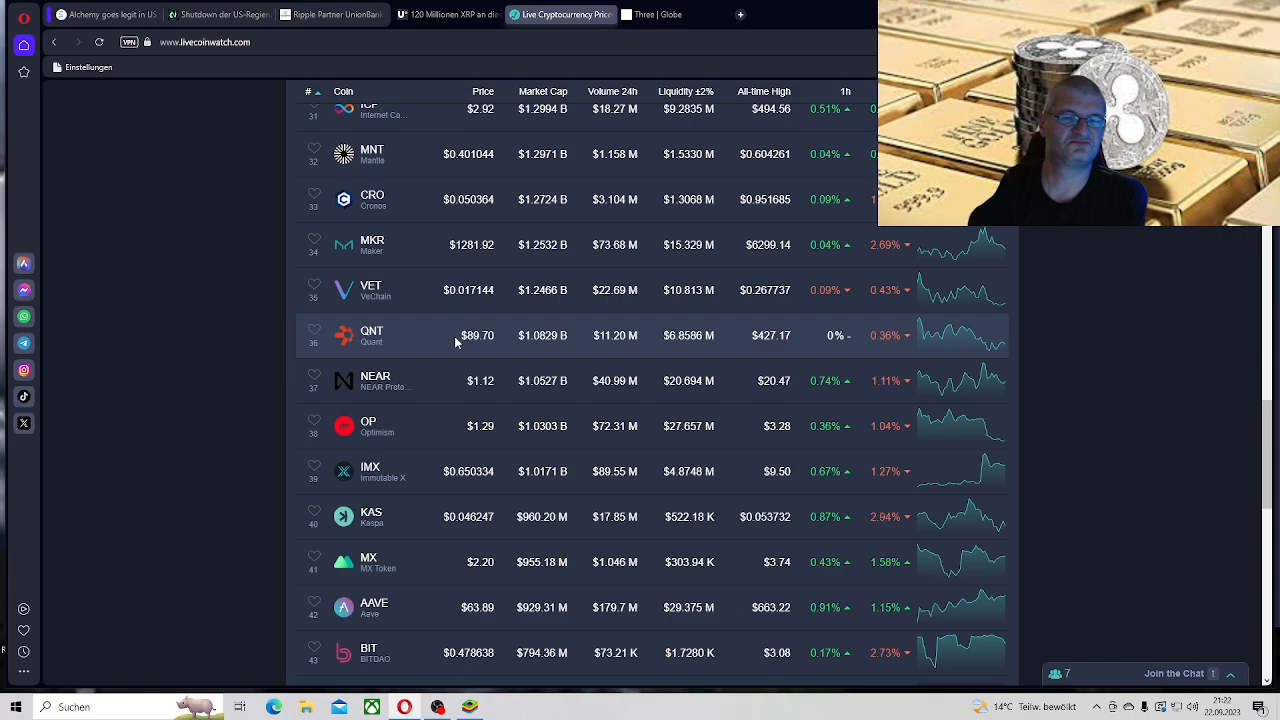 Alchemy goes legit in US
Shutdown der US-Regier
Ripple Partner UnionBank
120 Millionen XRP an die
Live Cryptocurrency Price
Three | Globe
VPN www.livecoinwatch.com
Einstellungen
# Coin Price Market Cap Volume 24h Liquidity ±2% All-time High 1h
31 ICP Internet Co... $2.92 $1.2994 B $18.27 M $9.2835 M $494.56 0.51%
32 MNT Mantle $0.401044 $1.2971 B $1.158 M $1.5330 M $0.604261 0.04%
33 CRO Cronos $0.050364 $1.2724 B $3.104 M $1.3068 M $0.951685 0.09%
34 MKR Maker $1281.92 $1.2532 B $73.68 M $15.329 M $6299.14 0.04% 2.69%
35 VET VeChain $0.017144 $1.2466 B $22.69 M $10.813 M $0.267737 0.09% 0.43%
36 QNT Quant $89.70 $1.0829 B $11.20 M $6.8586 M $427.17 0% - 0.36%
37 NEAR NEAR Proto... $1.12 $1.0527 B $40.99 M $20.694 M $20.47 0.74% 1.11%
38 OP Optimism $1.29 $1.0303 B $72.31 M $27.657 M $3.28 0.36% 1.04%
39 IMX Immutable X $0.650334 $1.0171 B $89.55 M $4.8748 M $9.50 0.67% 1.27%
40 KAS Kaspa $0.046247 $960.20 M $17.85 M $522.18 K $0.053732 0.87% 2.94%
41 MX MX Token $2.20 $955.18 M $1.046 M $303.94 K $3.74 0.43% 1.58%
42 AAVE Aave $63.89 $929.31 M $179.7 M $29.375 M $663.22 0.91% 1.15%
43 BIT BITDAO $0.478638 $794.36 M $73.21 K $1.7280 K $3.08 0.17% 2.73%
7 Join the Chat
Suchen
14°C Teilw. bewölkt
21:22
22.09.2023